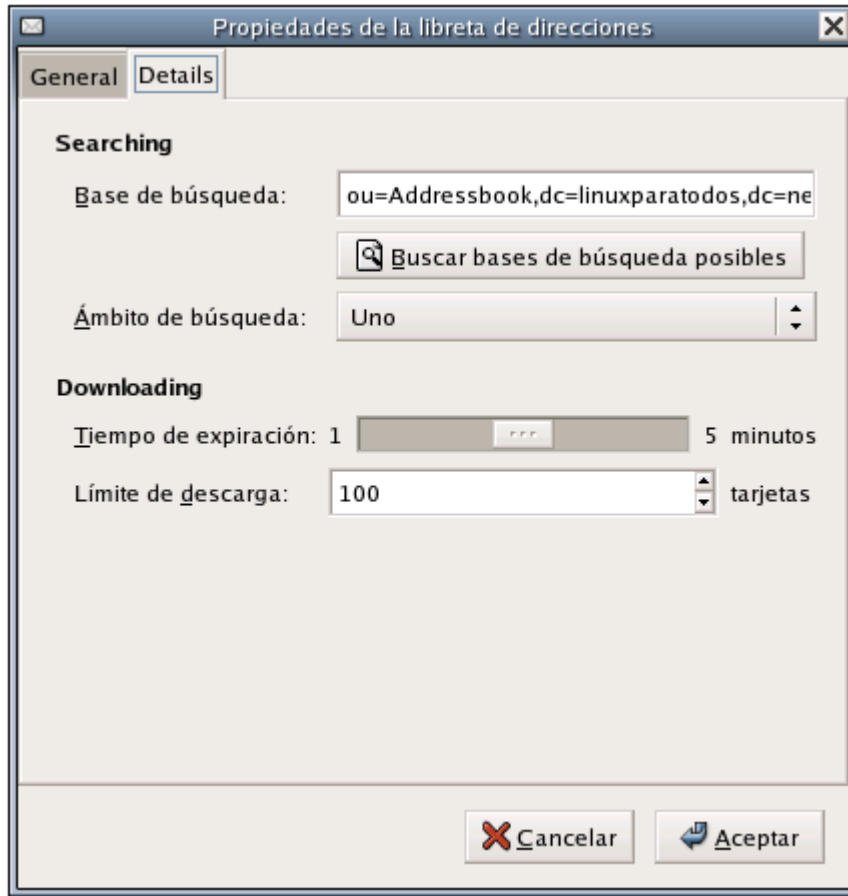 Propiedades de la libreta de direcciones
General Details
Searching
Base de búsqueda: ou=Addressbook,dc=linuxparatodos,dc=ne
Buscar bases de búsqueda posibles
Ámbito de búsqueda: Uno
Downloading
Tiempo de expiración: 1 5 minutos
Límite de descarga: 100 tarjetas
Cancelar Aceptar